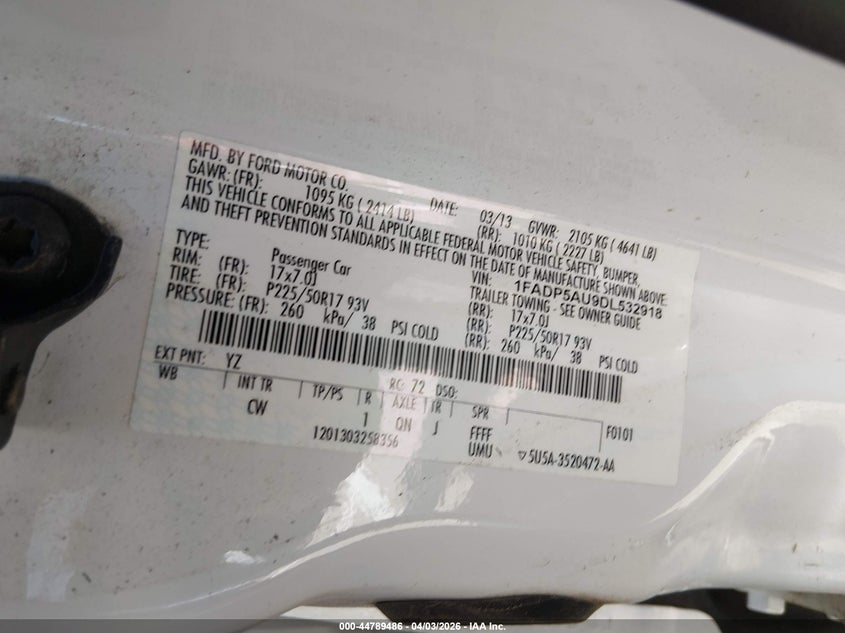 MFD. BY FORD MOTOR CO.
DATE: 03/13 GVWR: 2105 KG ( 4641 LB)
GAWR: (FR): 1095 KG ( 2414 LB) (RR): 1010 KG ( 2227 LB)
THIS VEHICLE CONFORMS TO ALL APPLICABLE FEDERAL MOTOR VEHICLE SAFETY, BUMPER,
AND THEFT PREVENTION STANDARDS IN EFFECT ON THE DATE OF MANUFACTURE SHOWN ABOVE.
VIN: 1FADP5AU9DL532918
TYPE: Passenger Car TRAILER TOWING - SEE OWNER GUIDE
RIM: (FR): 17x7.0J (RR): 17x7.0J
TIRE: (FR): P225/50R17 93V (RR): P225/50R17 93V
PRESSURE: (FR): 260 kPa/ 38 PSI COLD (RR): 260 kPa/ 38 PSI COLD
EXT PNT: YZ RC: 72 DSO:
WB INT TR TP/PS R AXLE TR SPR
CW 1 QN J FFFF F0101
1201303258356 UMU ▽5U5A-3520472-AA
000-44789486 - 04/03/2026 - IAA Inc.